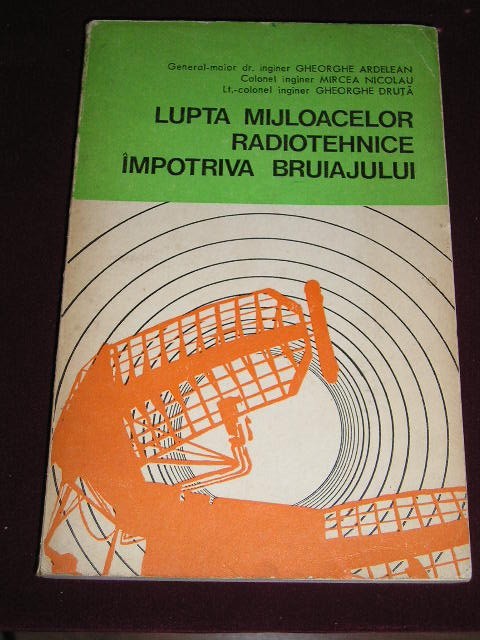 General-maior dr. inginer GHEORGHE ARDELEAN
Colonel inginer MIRCEA NICOLAU
Lt.-colonel inginer GHEORGHE DRUȚĂ
LUPTA MIJLOACELOR
RADIOTEHNICE
ÎMPOTRIVA BRUIAJULUI